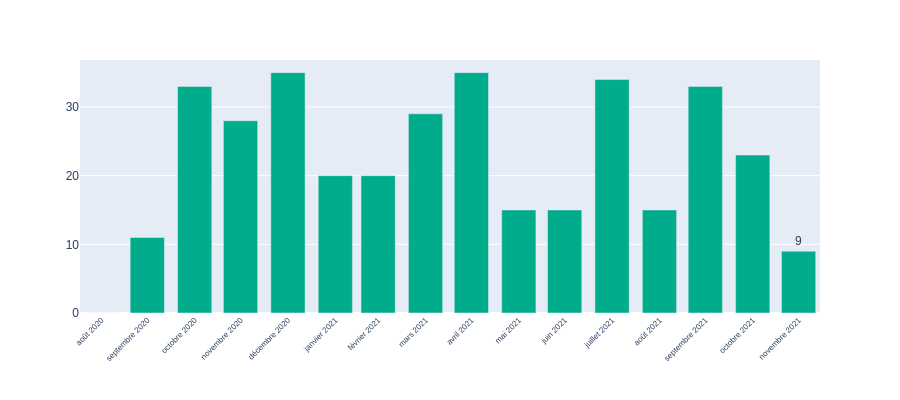 30
20
10
0
9
août 2020
septembre 2020
octobre 2020
novembre 2020
décembre 2020
janvier 2021
février 2021
mars 2021
avril 2021
mai 2021
juin 2021
juillet 2021
août 2021
septembre 2021
octobre 2021
novembre 2021